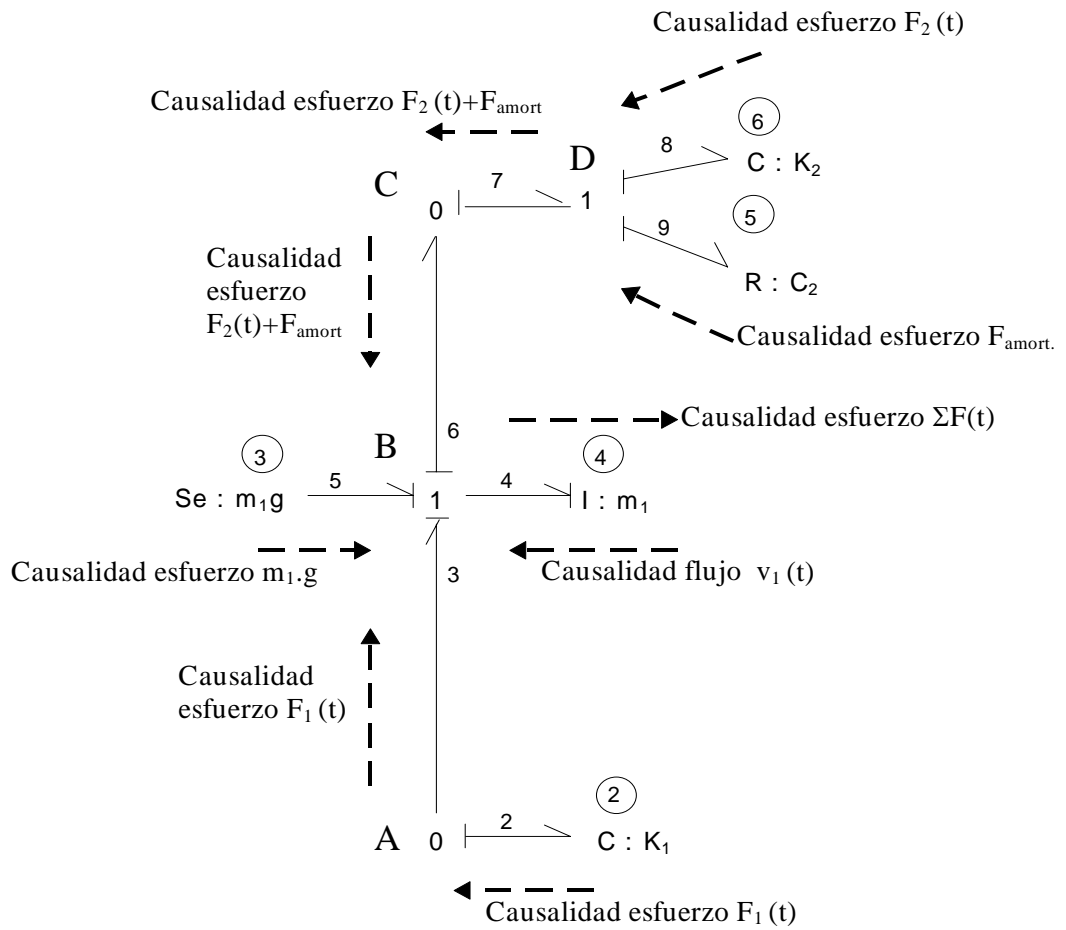 Causalidad esfuerzo F₂ (t)
Causalidad esfuerzo F₂ (t)+Fₐₘₒᵣₜ
6
8
C : K₂
D
C
7
1
0
5
9
R : C₂
Causalidad
esfuerzo
F₂(t)+Fₐₘₒᵣₜ
Causalidad esfuerzo Fₐₘₒᵣₜ.
Causalidad esfuerzo ΣF(t)
6
B
3
4
5
4
Se : m₁g
1
I : m₁
Causalidad esfuerzo m₁.g
3
Causalidad flujo v₁ (t)
Causalidad
esfuerzo F₁ (t)
2
A
0
2
C : K₁
Causalidad esfuerzo F₁ (t)